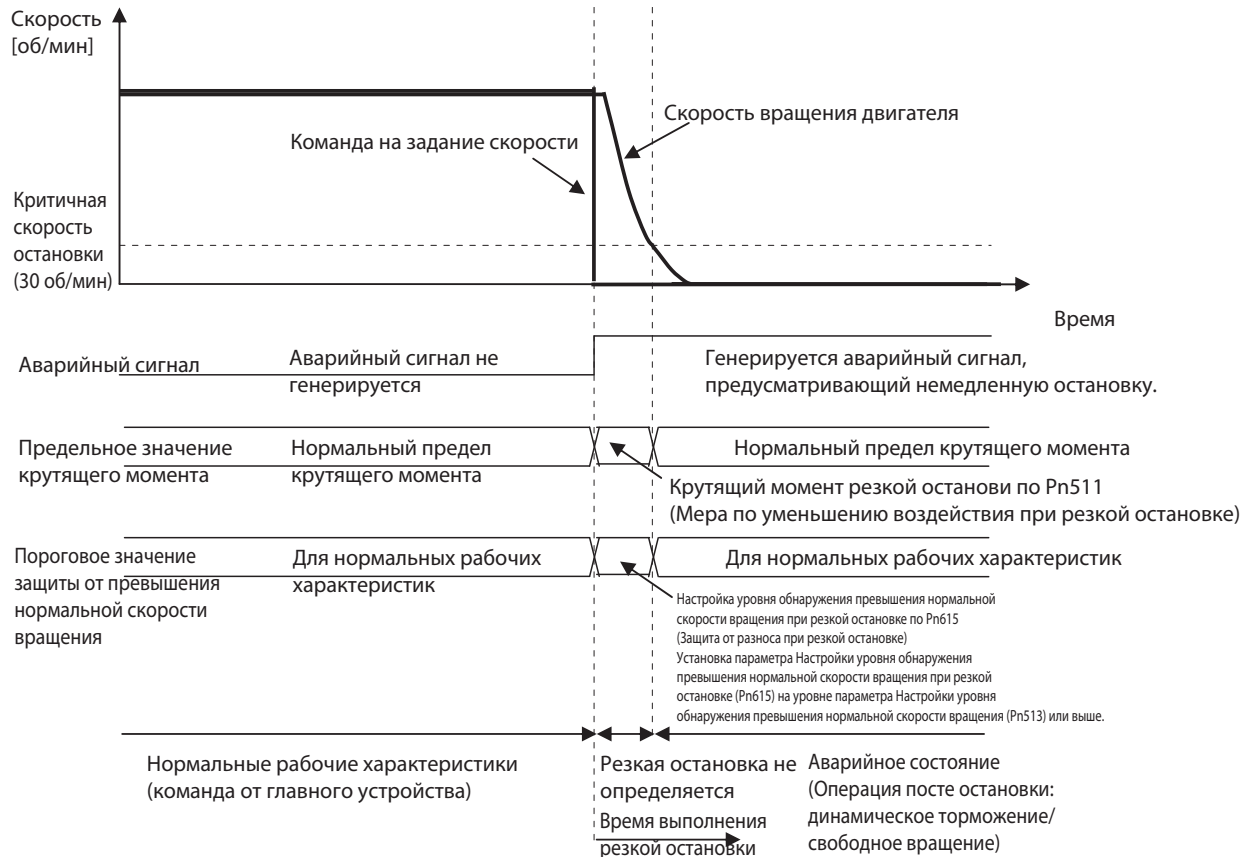 Скорость
[об/мин]
Скорость вращения двигателя
Команда на задание скорости
Критичная
скорость
остановки
(30 об/мин)
Время
Аварийный сигнал
Аварийный сигнал не
генерируется
Генерируется аварийный сигнал,
предусматривающий немедленную остановку.
Предельное значение
крутящего момента
Нормальный предел
крутящего момента
Нормальный предел крутящего момента
Крутящий момент резкой останови по Pn511
(Мера по уменьшению воздействия при резкой остановке)
Пороговое значение
защиты от превышения
нормальной скорости
вращения
Для нормальных рабочих
характеристик
Для нормальных рабочих характеристик
Настройка уровня обнаружения превышения нормальной
скорости вращения при резкой остановке по Pn615
(Защита от разноса при резкой остановке)
Установка параметра Настройки уровня обнаружения
превышения нормальной скорости вращения при резкой
остановке (Pn615) на уровне параметра Настройки уровня
обнаружения превышения нормальной скорости вращения (Pn513) или выше.
Нормальные рабочие характеристики
(команда от главного устройства)
Резкая остановка не
определяется
Время выполнения
резкой остановки
Аварийное состояние
(Операция посте остановки:
динамическое торможение/
свободное вращение)